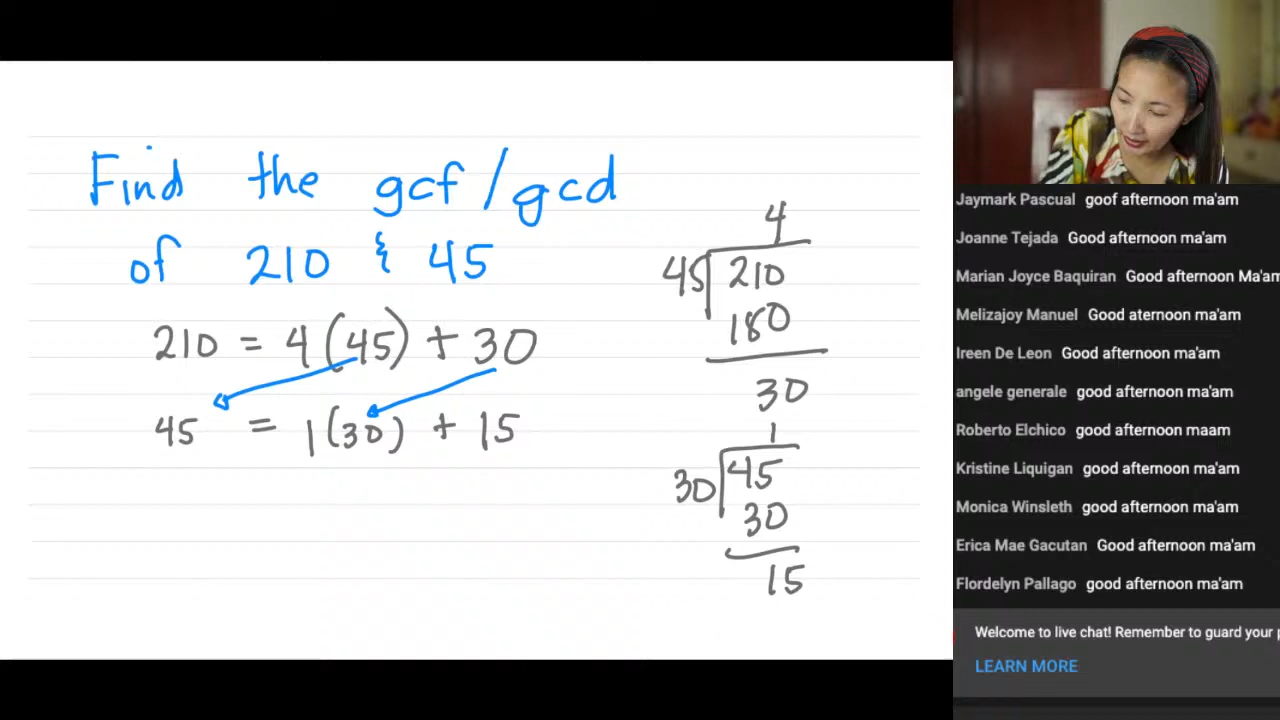 Find the gcf/gcd
of 210 & 45
210 = 4(45) + 30
45 = 1(30) + 15
4
45 210
180
30
1
30 45
30
15
Jaymark Pascual goof afternoon ma'am
Joanne Tejada Good afternoon ma'am
Marian Joyce Baquiran Good afternoon Ma'am
Melizajoy Manuel Good aternoon ma'am
Ireen De Leon Good afternoon ma'am
angele generale good afternoon ma'am
Roberto Elchico good afternoon maam
Kristine Liquigan good afternoon ma'am
Monica Winsleth good afternoon ma'am
Erica Mae Gacutan Good afternoon ma'am
Flordelyn Pallago good afternoon ma'am
Welcome to live chat! Remember to guard your p
LEARN MORE